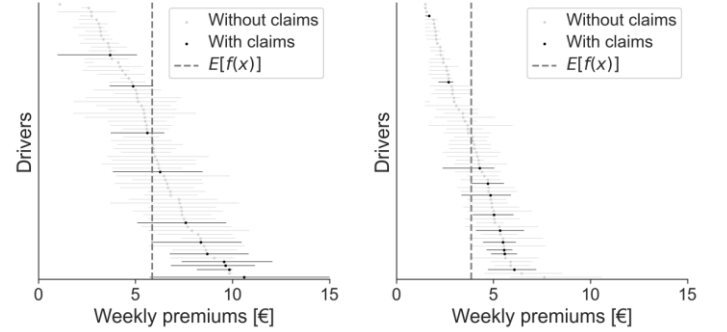 Without claims
With claims
E[f(x)]
Drivers
0 5 10 15
Weekly premiums [€]
Without claims
With claims
E[f(x)]
Drivers
0 5 10 15
Weekly premiums [€]